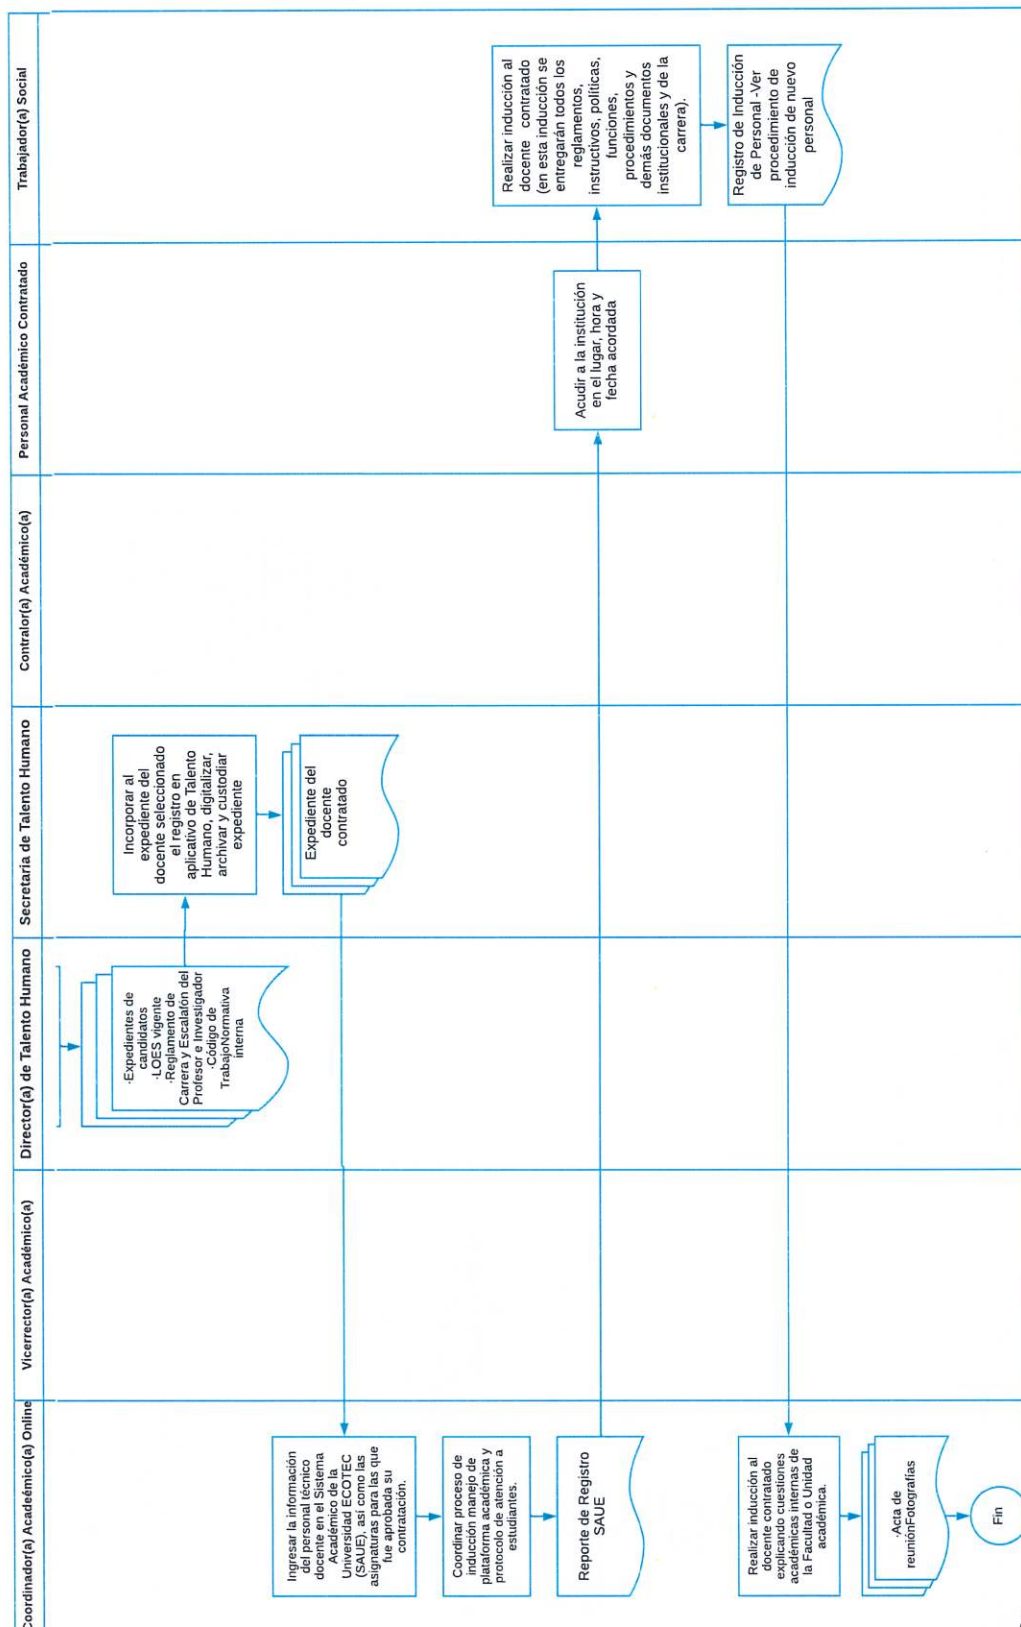 Coordinador(a) Acadeémico(a) Online
Vicerrector(a) Académico(a)
Director(a) de Talento Humano
Secretaria de Talento Humano
Contralor(a) Académico(a)
Personal Académico Contratado
Trabajador(a) Social
·Expedientes de
candidatos
·LOES vigente
·Reglamento de
Carrera y Escalafón del
Profesor e Investigador
·Código de
TrabajoNormativa
interna
Incorporar al
expediente del
docente seleccionado
el registro en
aplicativo de Talento
Humano, digitalizar,
archivar y custodiar
expediente
Expediente del
docente
contratado
Ingresar la información
del personal técnico
docente en el Sistema
Académico de la
Universidad ECOTEC
(SAUE), así como las
asignaturas para las que
fue aprobada su
contratación.
Coordinar proceso de
inducción manejo de
plataforma académica y
protocolo de atención a
estudiantes.
Reporte de Registro
SAUE
Acudir a la institución
en el lugar, hora y
fecha acordada
Realizar inducción al
docente contratado
(en esta inducción se
entregarán todos los
reglamentos,
instructivos, políticas,
funciones,
procedimientos y
demás documentos
institucionales y de la
carrera).
Registro de Inducción
de Personal -Ver
procedimiento de
inducción de nuevo
personal
Realizar inducción al
docente contratado
explicando cuestiones
académicas internas de
la Facultad o Unidad
académica.
·Acta de
reuniónFotografías
Fin